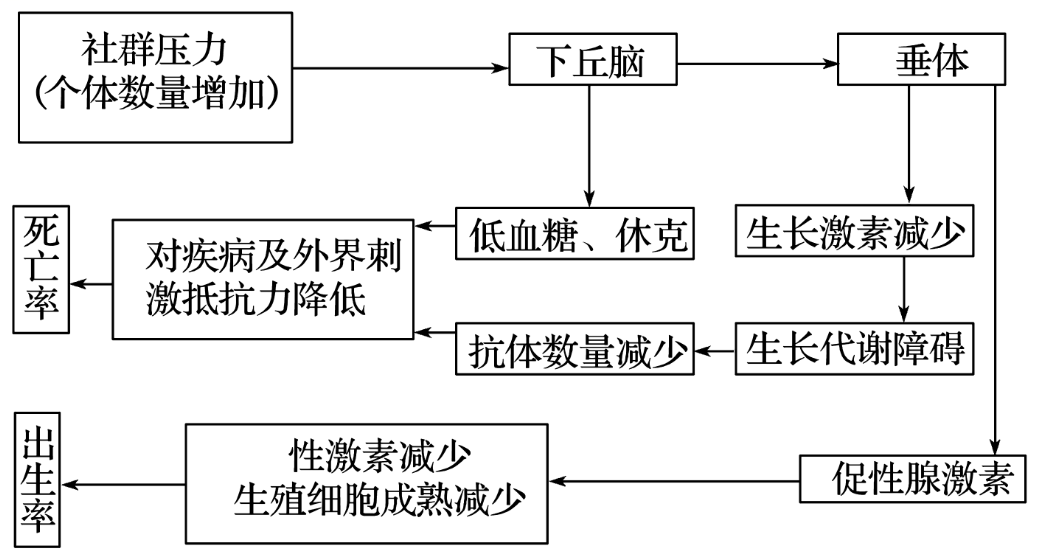 社群压力
(个体数量增加)
下丘脑
垂体
死亡率
对疾病及外界刺
激抵抗力降低
低血糖、休克
生长激素减少
抗体数量减少
生长代谢障碍
出生率
性激素减少
生殖细胞成熟减少
促性腺激素